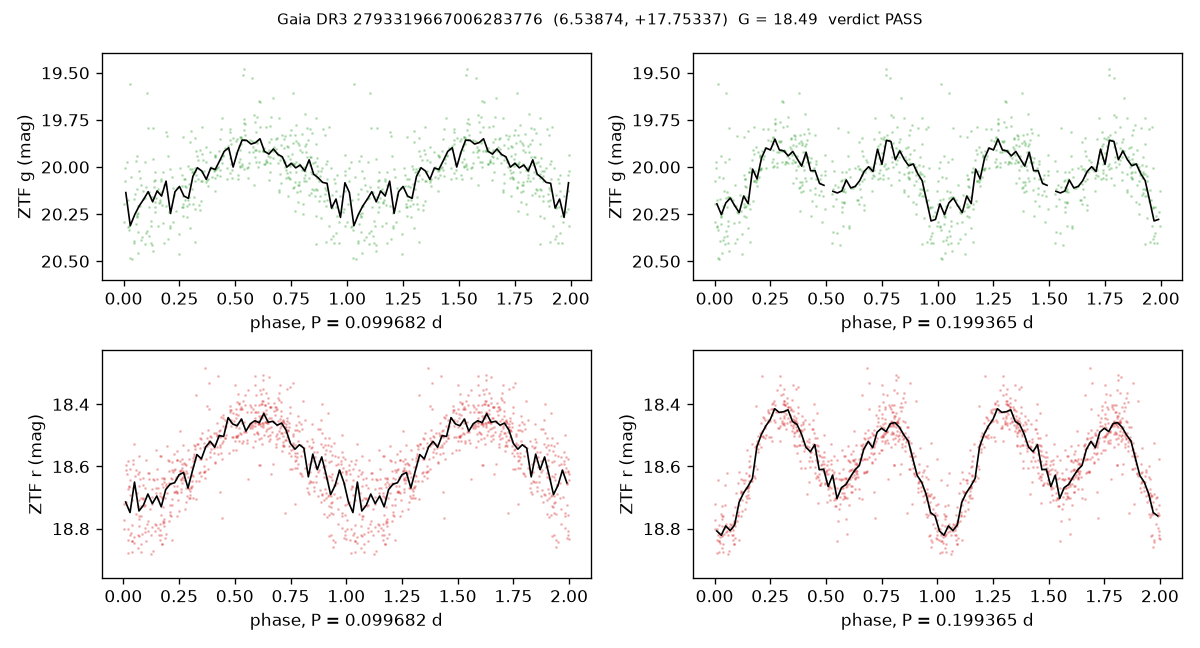 Gaia DR3 2793319667006283776  (6.53874, +17.75337)  G = 18.49  verdict PASS
ZTF g (mag)
19.50
19.75
20.00
20.25
20.50
0.00 0.25 0.50 0.75 1.00 1.25 1.50 1.75 2.00
phase, P = 0.099682 d
ZTF g (mag)
19.50
19.75
20.00
20.25
20.50
0.00 0.25 0.50 0.75 1.00 1.25 1.50 1.75 2.00
phase, P = 0.199365 d
ZTF r (mag)
18.4
18.6
18.8
0.00 0.25 0.50 0.75 1.00 1.25 1.50 1.75 2.00
phase, P = 0.099682 d
ZTF r (mag)
18.4
18.6
18.8
0.00 0.25 0.50 0.75 1.00 1.25 1.50 1.75 2.00
phase, P = 0.199365 d